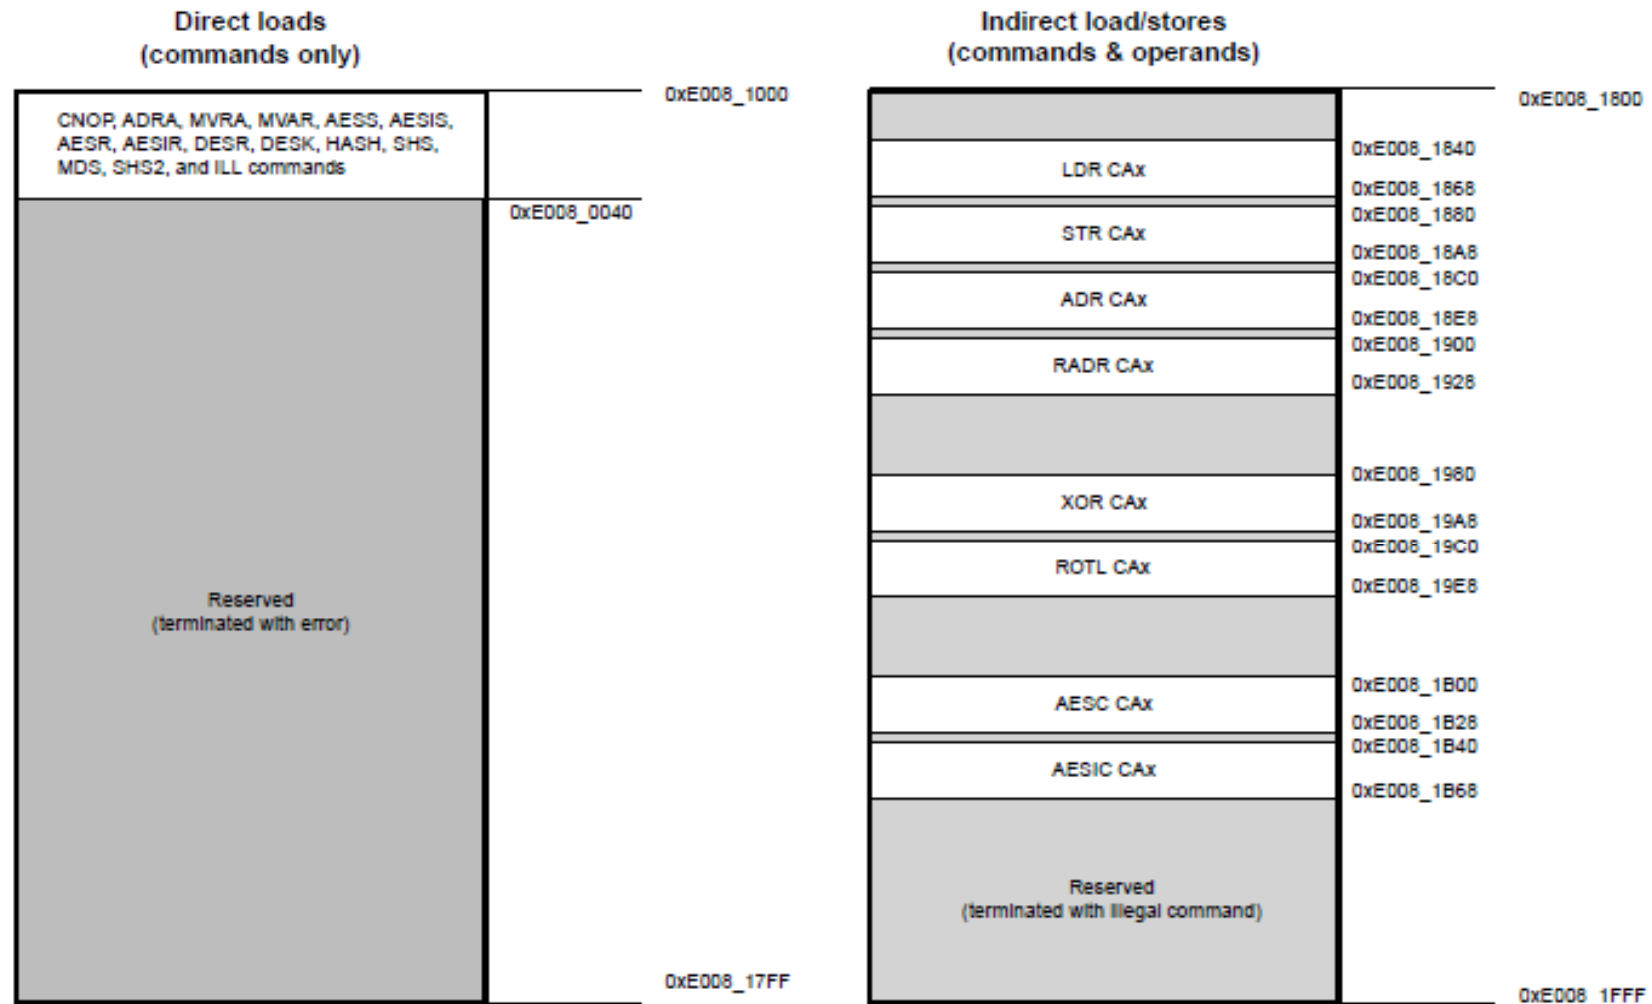 Direct loads
(commands only)
0xE008_1000
CNOP, ADRA, MVRA, MVAR, AESS, AESIS,
AESR, AESIR, DESR, DESK, HASH, SHS,
MDS, SHS2, and ILL commands
0xE008_0040
Reserved
(terminated with error)
0xE008_17FF
Indirect load/stores
(commands & operands)
0xE008_1800
0xE008_1840
LDR CAx
0xE008_1868
0xE008_1880
STR CAx
0xE008_18A8
0xE008_18C0
ADR CAx
0xE008_18E8
0xE008_1900
RADR CAx
0xE008_1928
0xE008_1980
XOR CAx
0xE008_19A8
0xE008_19C0
ROTL CAx
0xE008_19E8
0xE008_1B00
AESC CAx
0xE008_1B28
0xE008_1B40
AESIC CAx
0xE008_1B68
Reserved
(terminated with illegal command)
0xE008_1FFF